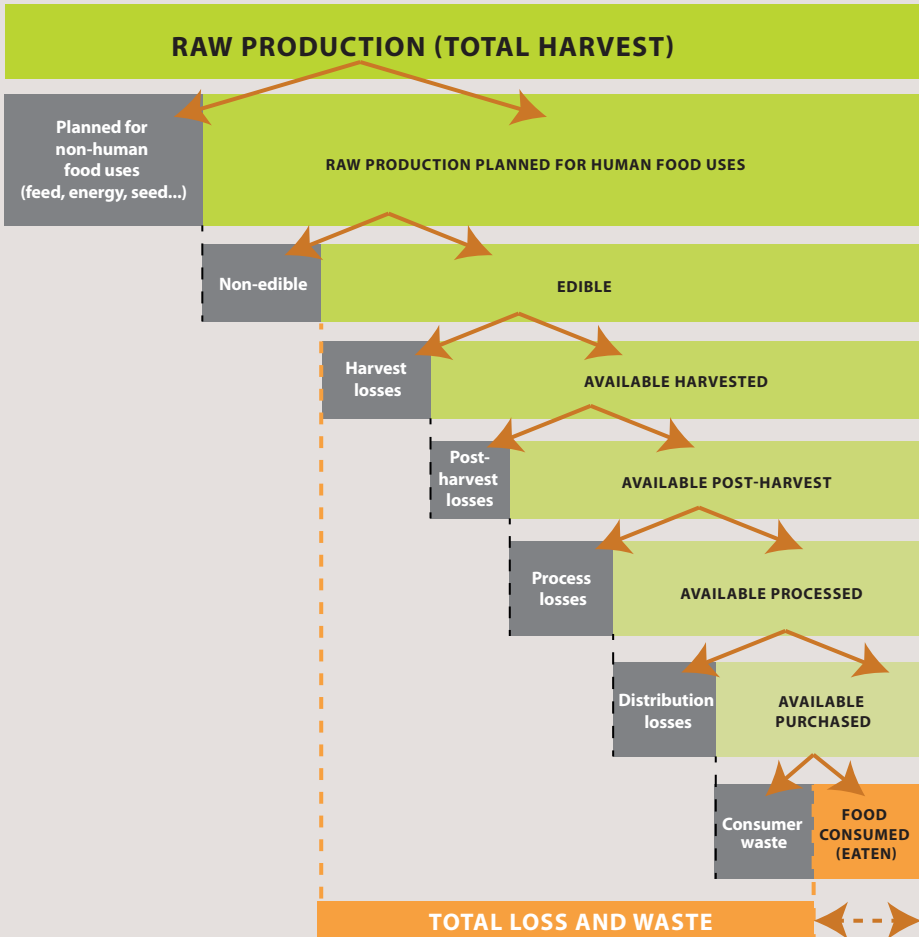 RAW PRODUCTION (TOTAL HARVEST)
Planned for
non-human
food uses
(feed, energy, seed...)
RAW PRODUCTION PLANNED FOR HUMAN FOOD USES
Non-edible
EDIBLE
Harvest
losses
AVAILABLE HARVESTED
Post-
harvest
losses
AVAILABLE POST-HARVEST
Process
losses
AVAILABLE PROCESSED
Distribution
losses
AVAILABLE
PURCHASED
Consumer
waste
FOOD
CONSUMED
(EATEN)
TOTAL LOSS AND WASTE